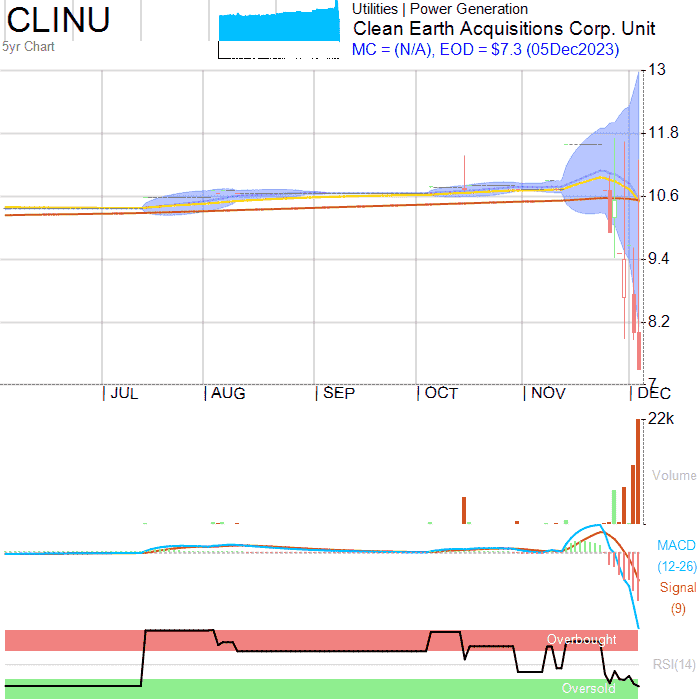 CLINU
5yr Chart
Utilities | Power Generation
Clean Earth Acquisitions Corp. Unit
MC = (N/A), EOD = $7.3 (05Dec2023)
13
11.8
10.6
9.4
8.2
7
JUL
AUG
SEP
OCT
NOV
DEC
22k
Volume
MACD
(12-26)
Signal
(9)
Overbought
RSI(14)
Oversold